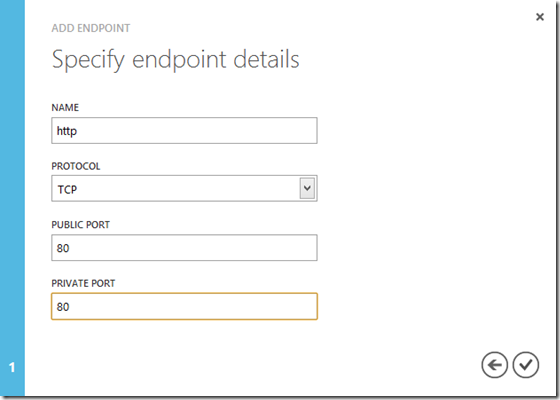 ADD ENDPOINT
Specify endpoint details
NAME
http
PROTOCOL
TCP
PUBLIC PORT
80
PRIVATE PORT
80
1